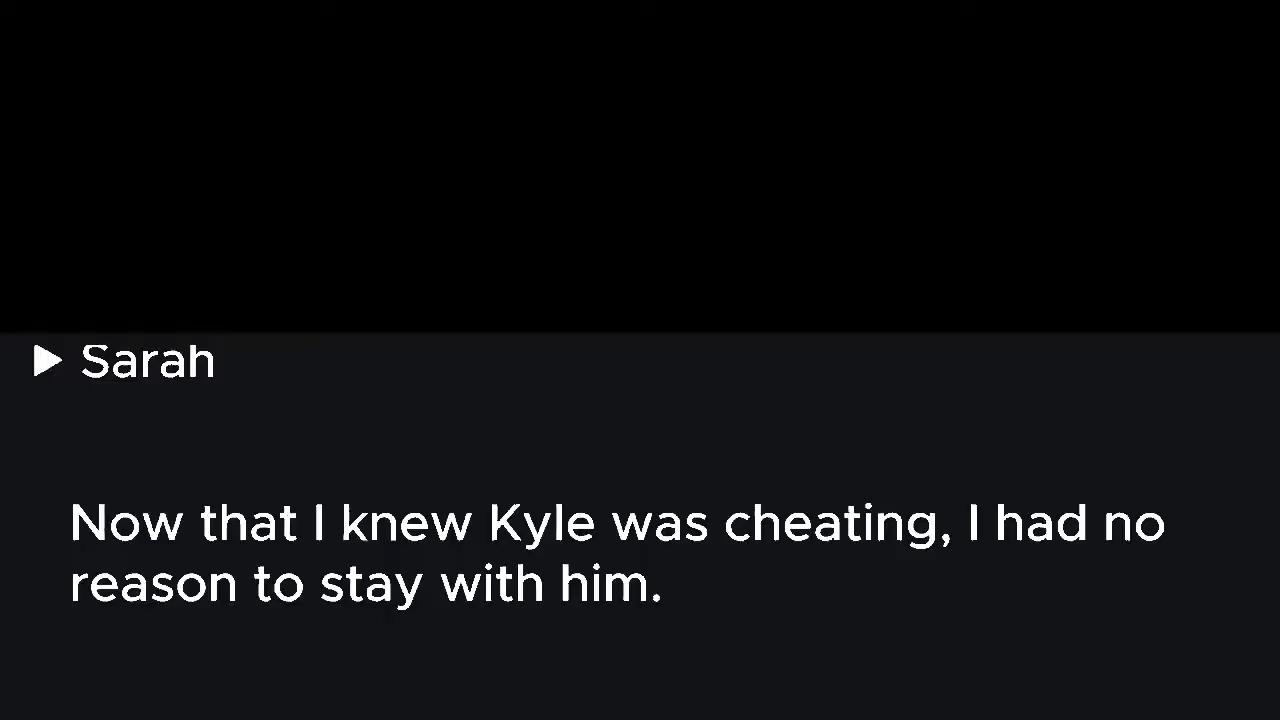 Sarah
Now that I knew Kyle was cheating, I had no
reason to stay with him.